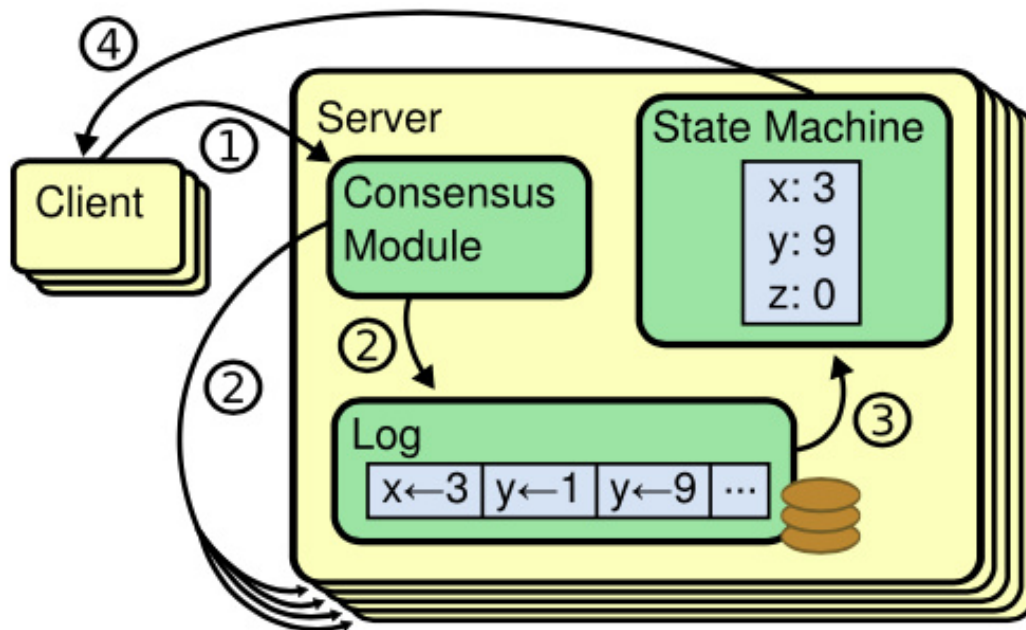 ④
①
Server
State Machine
Client
Consensus
Module
x: 3
y: 9
z: 0
②
②
③
Log
x←3 y←1 y←9 ...